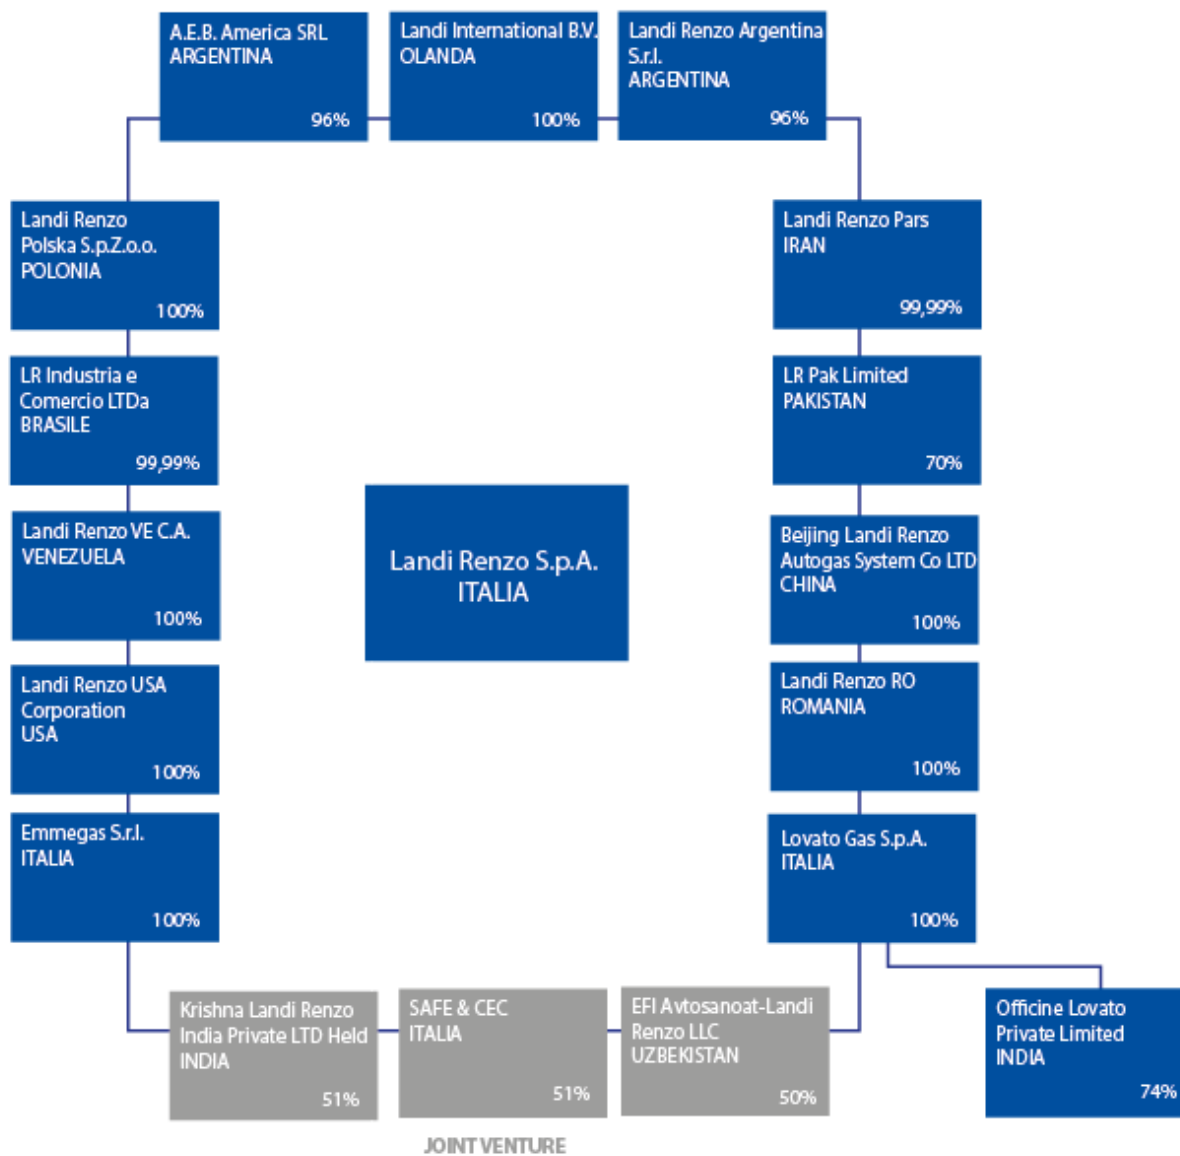 A.E.B. America SRL
ARGENTINA
96%
Landi International B.V.
OLANDA
100%
Landi Renzo Argentina
S.r.l.
ARGENTINA
96%
Landi Renzo
Polska S.p.Z.o.o.
POLONIA
100%
Landi Renzo Pars
IRAN
99,99%
LR Industria e
Comercio LTDa
BRASILE
99,99%
LR Pak Limited
PAKISTAN
70%
Landi Renzo VE C.A.
VENEZUELA
100%
Landi Renzo S.p.A.
ITALIA
Beijing Landi Renzo
Autogas System Co LTD
CHINA
100%
Landi Renzo USA
Corporation
USA
100%
Landi Renzo RO
ROMANIA
100%
Emmegas S.r.l.
ITALIA
100%
Lovato Gas S.p.A.
ITALIA
100%
Krishna Landi Renzo
India Private LTD Held
INDIA
51%
SAFE & CEC
ITALIA
51%
EFI Avtosanoat-Landi
Renzo LLC
UZBEKISTAN
50%
Officine Lovato
Private Limited
INDIA
74%
JOINT VENTURE